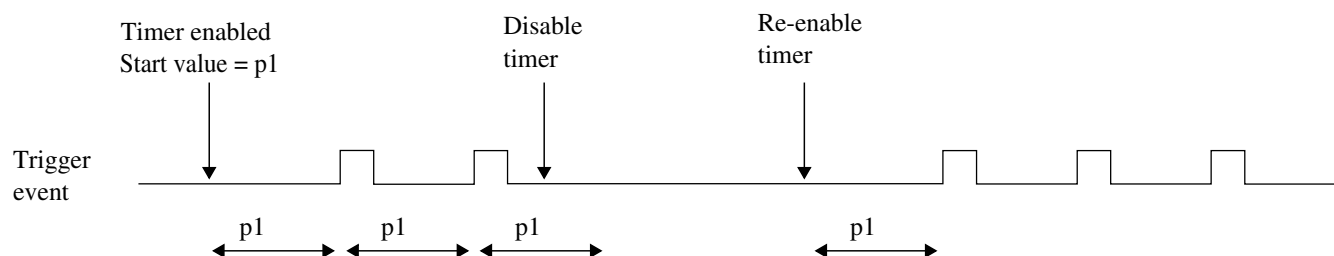 Timer enabled
Start value = p1
Disable
timer
Re-enable
timer
Trigger
event
p1
p1
p1
p1